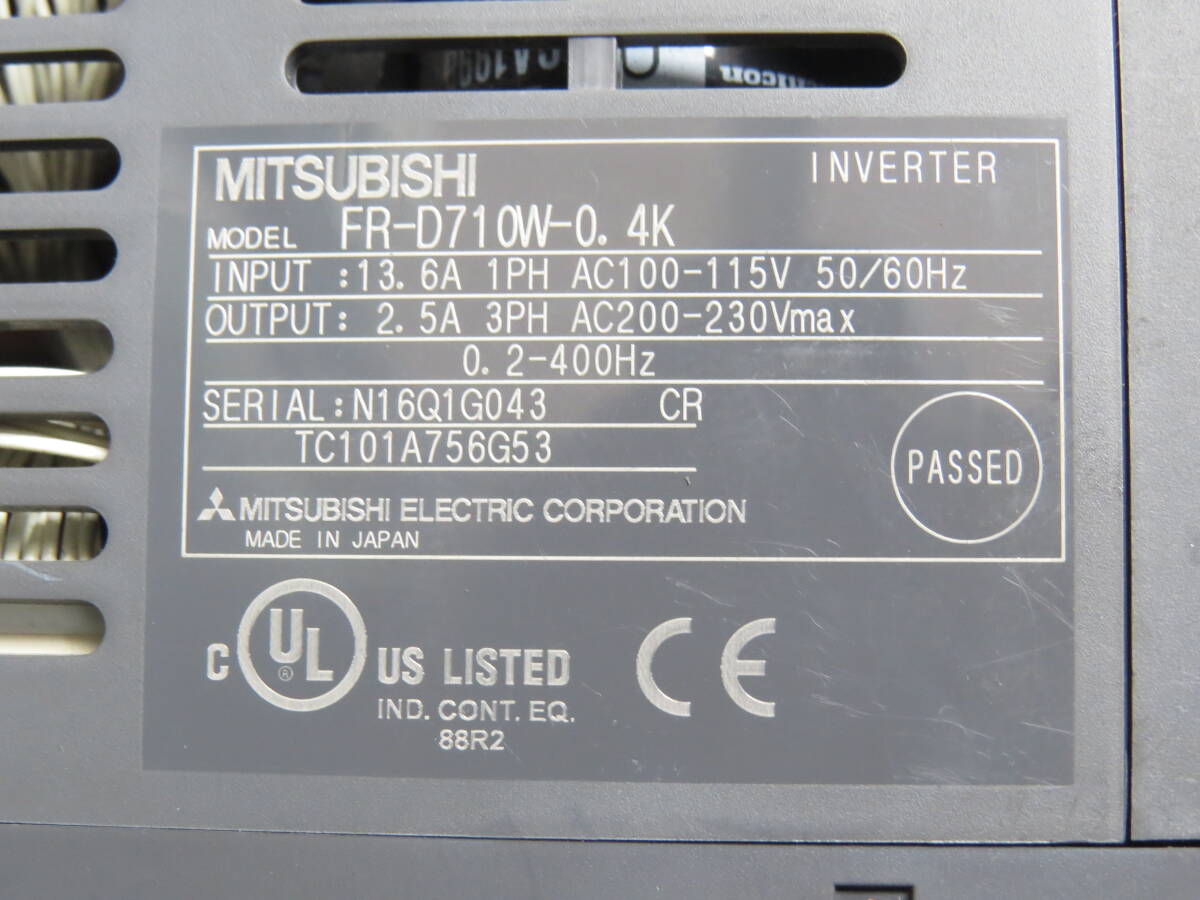 MITSUBISHI INVERTER
MODEL FR-D710W-0.4K
INPUT :13.6A 1PH AC100-115V 50/60Hz
OUTPUT: 2.5A 3PH AC200-230Vmax
0.2-400Hz
SERIAL:N16Q1G043 CR
TC101A756G53
PASSED
MITSUBISHI ELECTRIC CORPORATION
MADE IN JAPAN
C UL ® US LISTED
IND. CONT. EQ.
88R2
CE